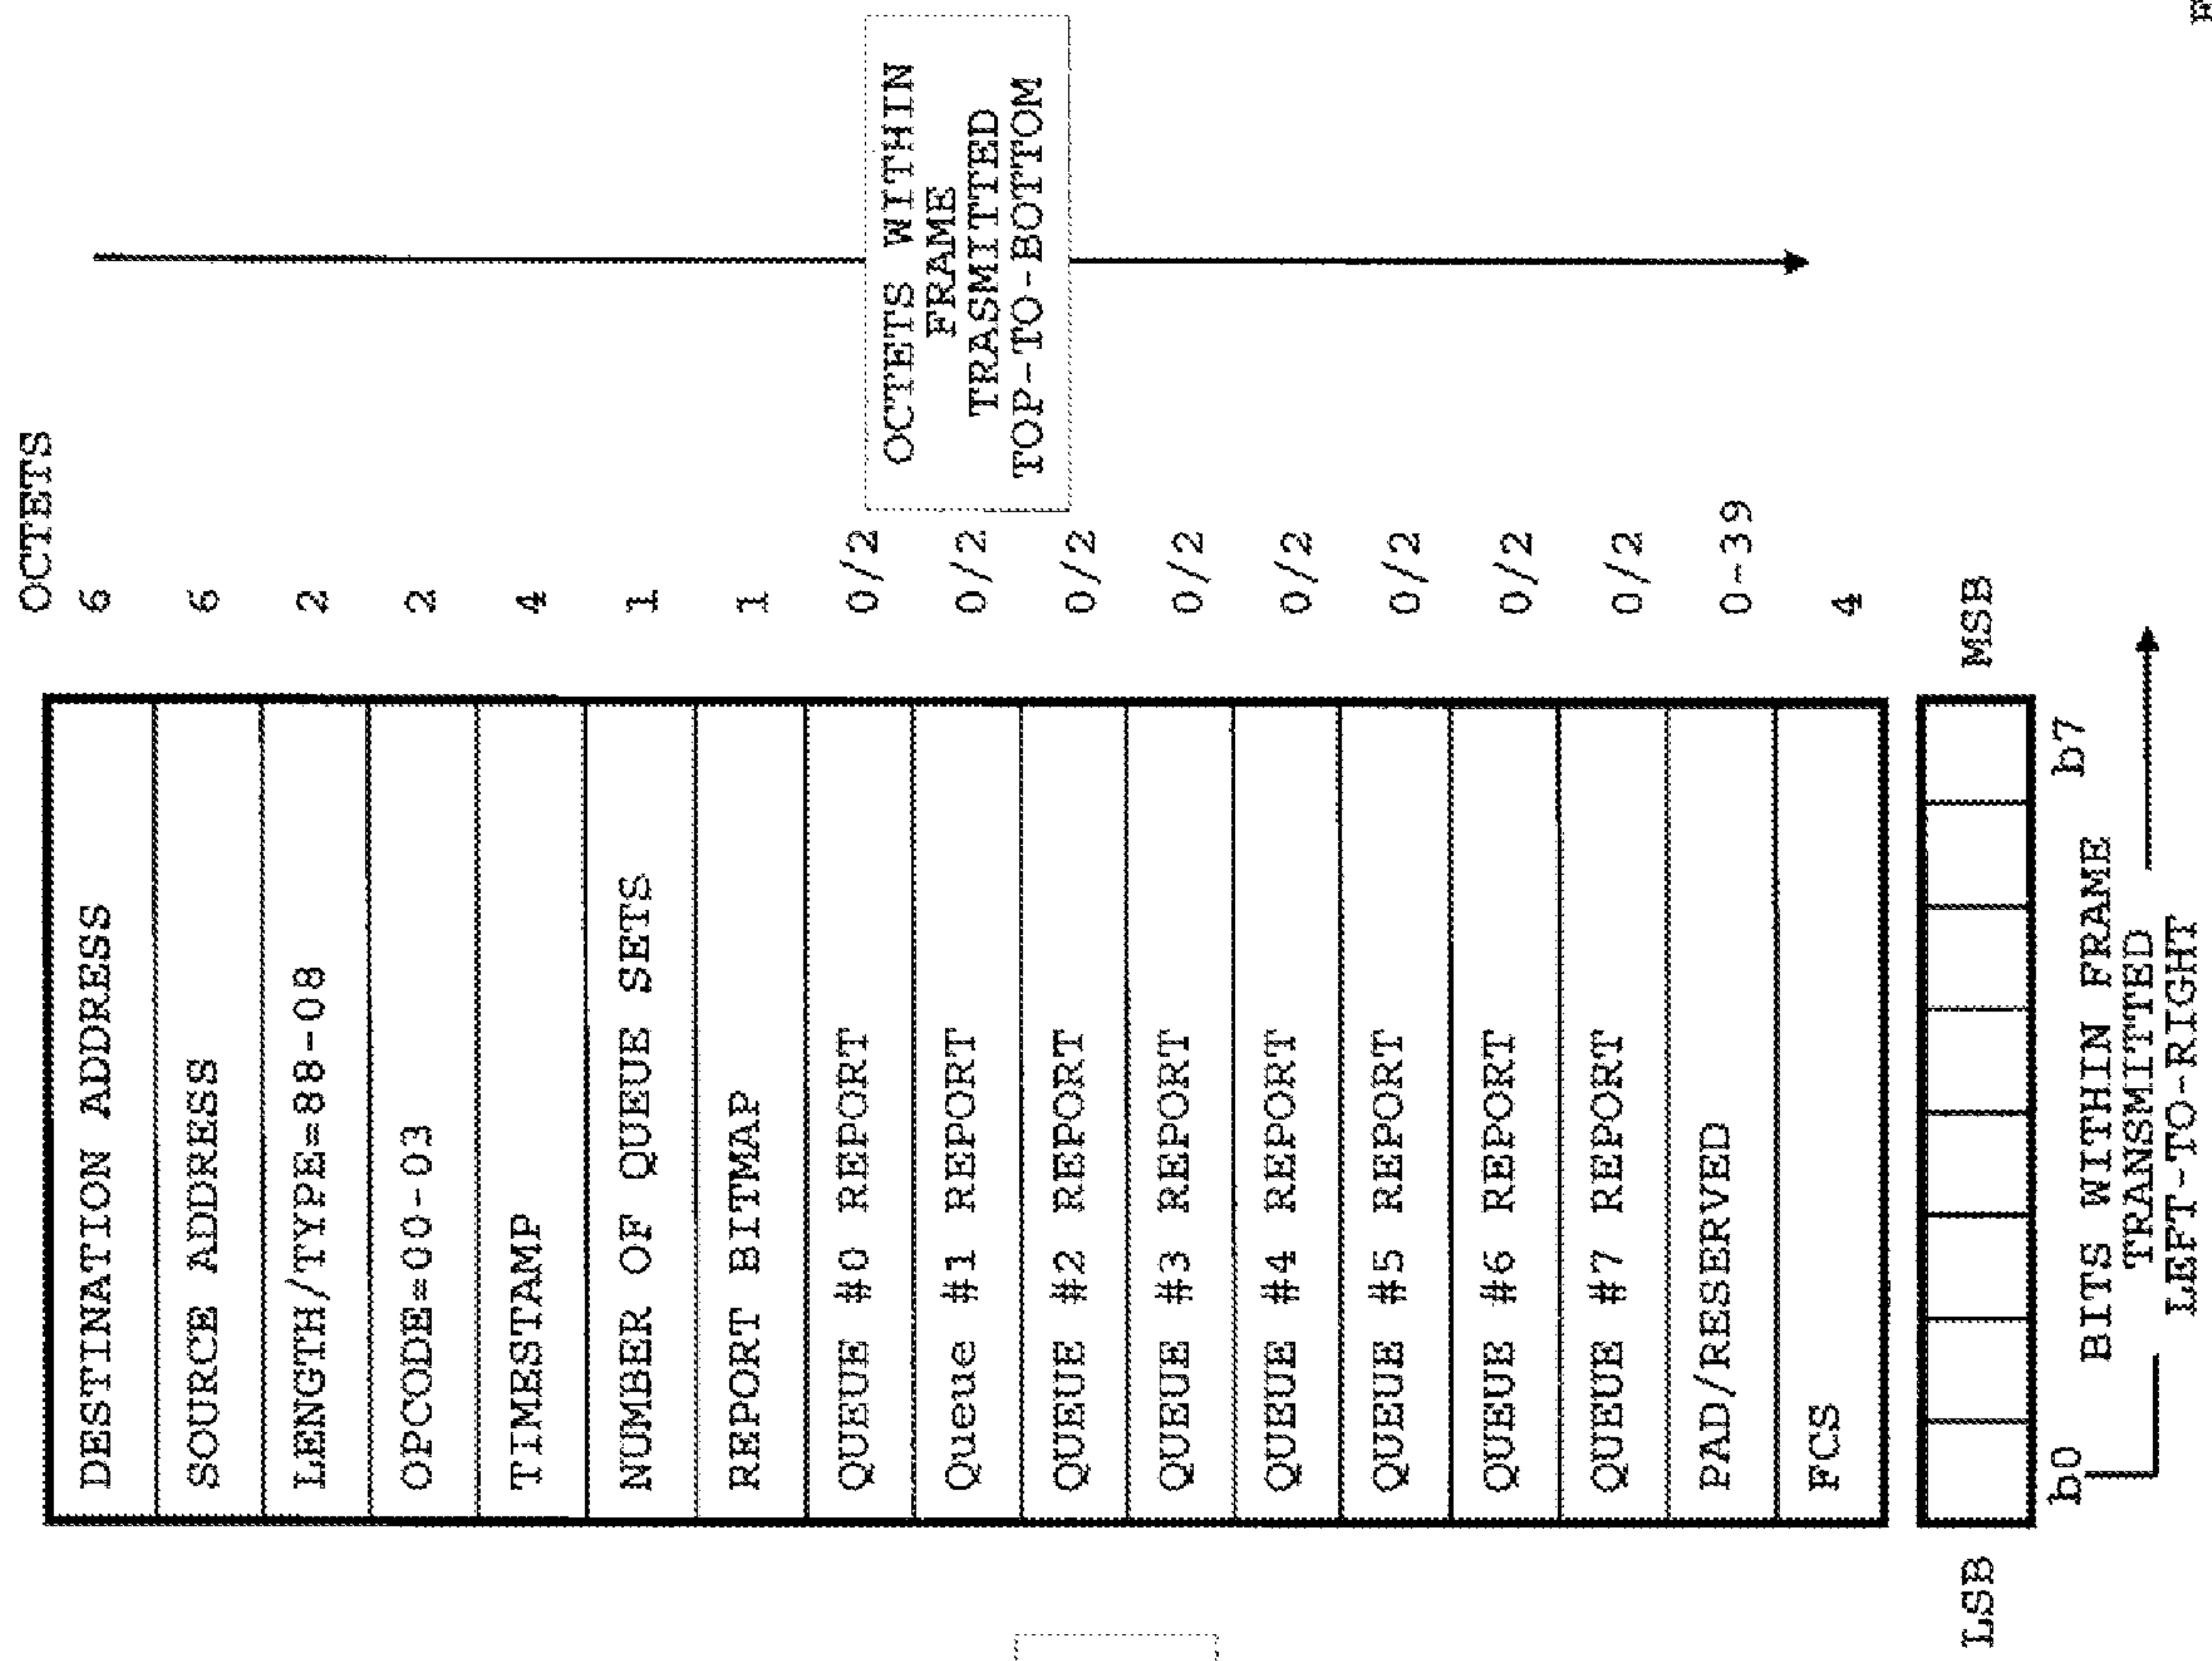 OCTETS
DESTINATION ADDRESS 6
SOURCE ADDRESS 6
LENGTH/TYPE=88-08 2
OPCODE=00-03 2
TIMESTAMP 4
NUMBER OF QUEUE SETS 1
REPORT BITMAP 1
QUEUE #0 REPORT 0/2
Queue #1 REPORT 0/2
QUEUE #2 REPORT 0/2
QUEUE #3 REPORT 0/2
QUEUE #4 REPORT 0/2
QUEUE #5 REPORT 0/2
QUEUE #6 REPORT 0/2
QUEUE #7 REPORT 0/2
PAD/RESERVED 0-39
FCS 4
OCTETS WITHIN
FRAME
TRASMITTED
TOP-TO-BOTTOM
LSB MSB
b0 b7
BITS WITHIN FRAME
TRANSMITTED
LEFT-TO-RIGHT